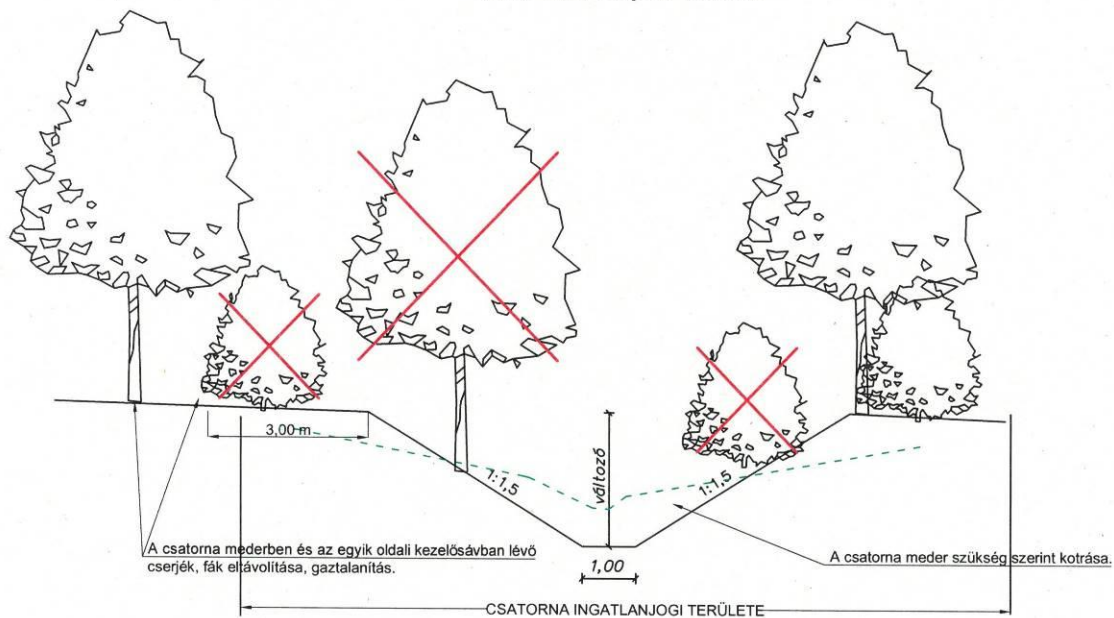 3,00 m
1:1,5
változó
1:1,5
A csatorna mederben és az egyik oldali kezelősávban lévő
cserjék, fák eltávolítása, gaztalanítás.
A csatorna meder szükség szerint kotrása.
1,00
CSATORNA INGATLANJOGI TERÜLETE